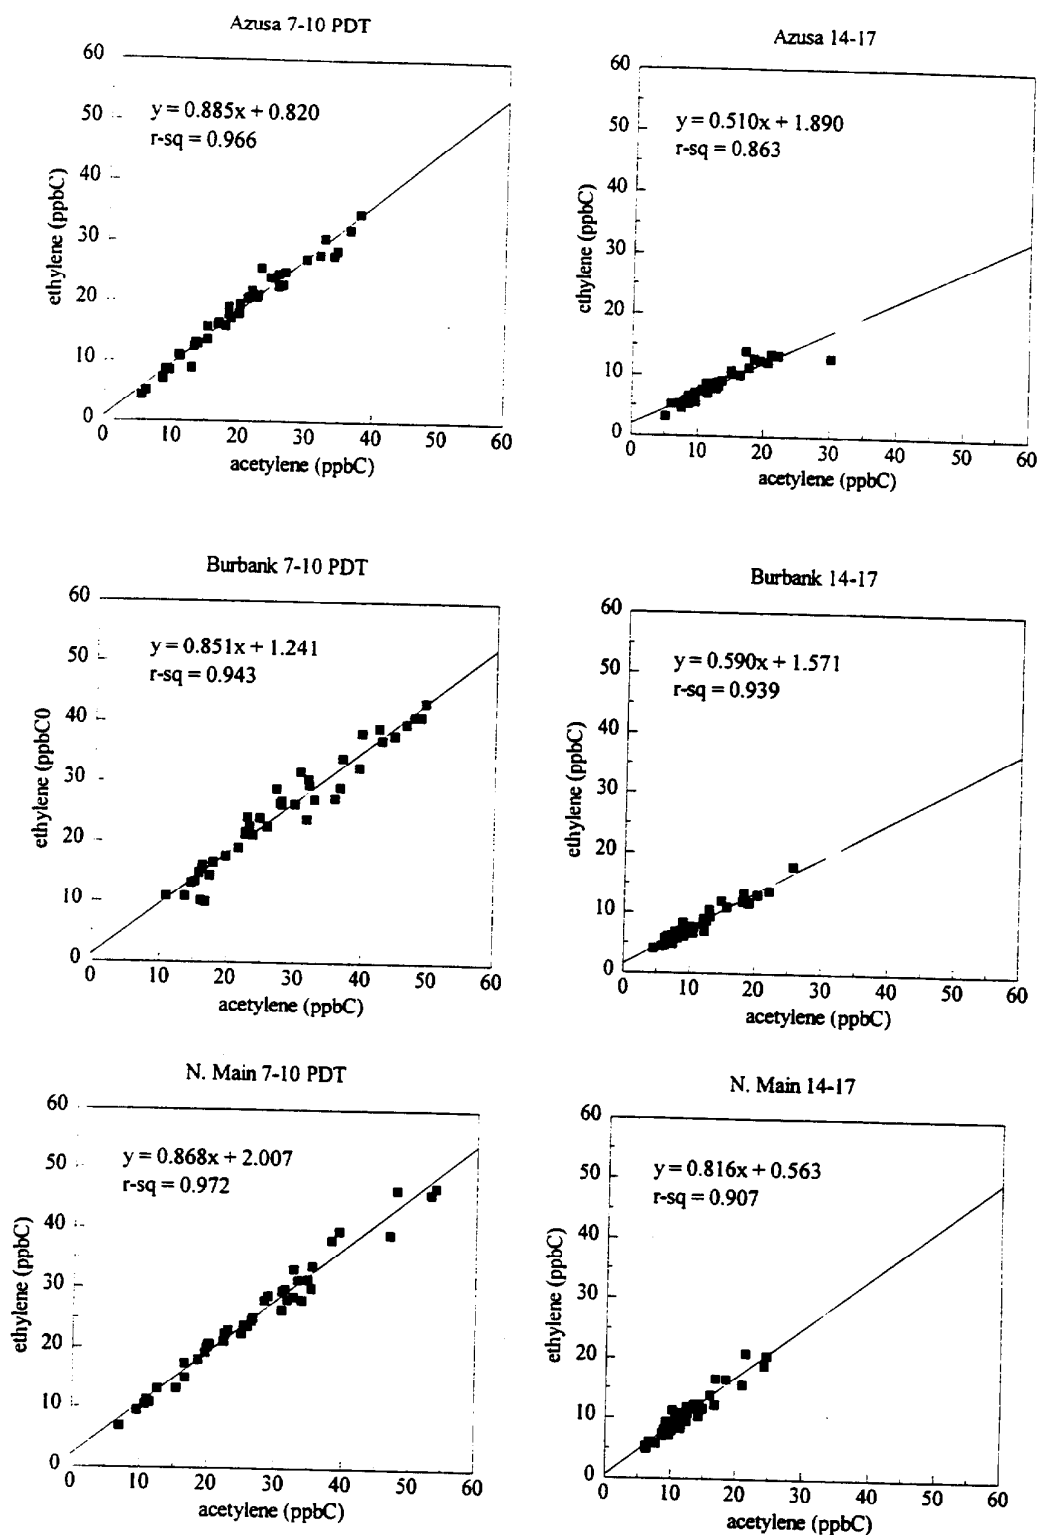 Azusa 7-10 PDT
y = 0.885x + 0.820
r-sq = 0.966
ethylene (ppbC)
60
50
40
30
20
10
0
0 10 20 30 40 50 60
acetylene (ppbC)
Azusa 14-17
y = 0.510x + 1.890
r-sq = 0.863
ethylene (ppbC)
60
50
40
30
20
10
0
0 10 20 30 40 50 60
acetylene (ppbC)
Burbank 7-10 PDT
y = 0.851x + 1.241
r-sq = 0.943
ethylene (ppbC0
60
50
40
30
20
10
0
0 10 20 30 40 50 60
acetylene (ppbC)
Burbank 14-17
y = 0.590x + 1.571
r-sq = 0.939
ethylene (ppbC)
60
50
40
30
20
10
0
0 10 20 30 40 50 60
acetylene (ppbC)
N. Main 7-10 PDT
y = 0.868x + 2.007
r-sq = 0.972
ethylene (ppbC)
60
50
40
30
20
10
0
0 10 20 30 40 50 60
acetylene (ppbC)
N. Main 14-17
y = 0.816x + 0.563
r-sq = 0.907
ethylene (ppbC)
60
50
40
30
20
10
0
0 10 20 30 40 50 60
acetylene (ppbC)